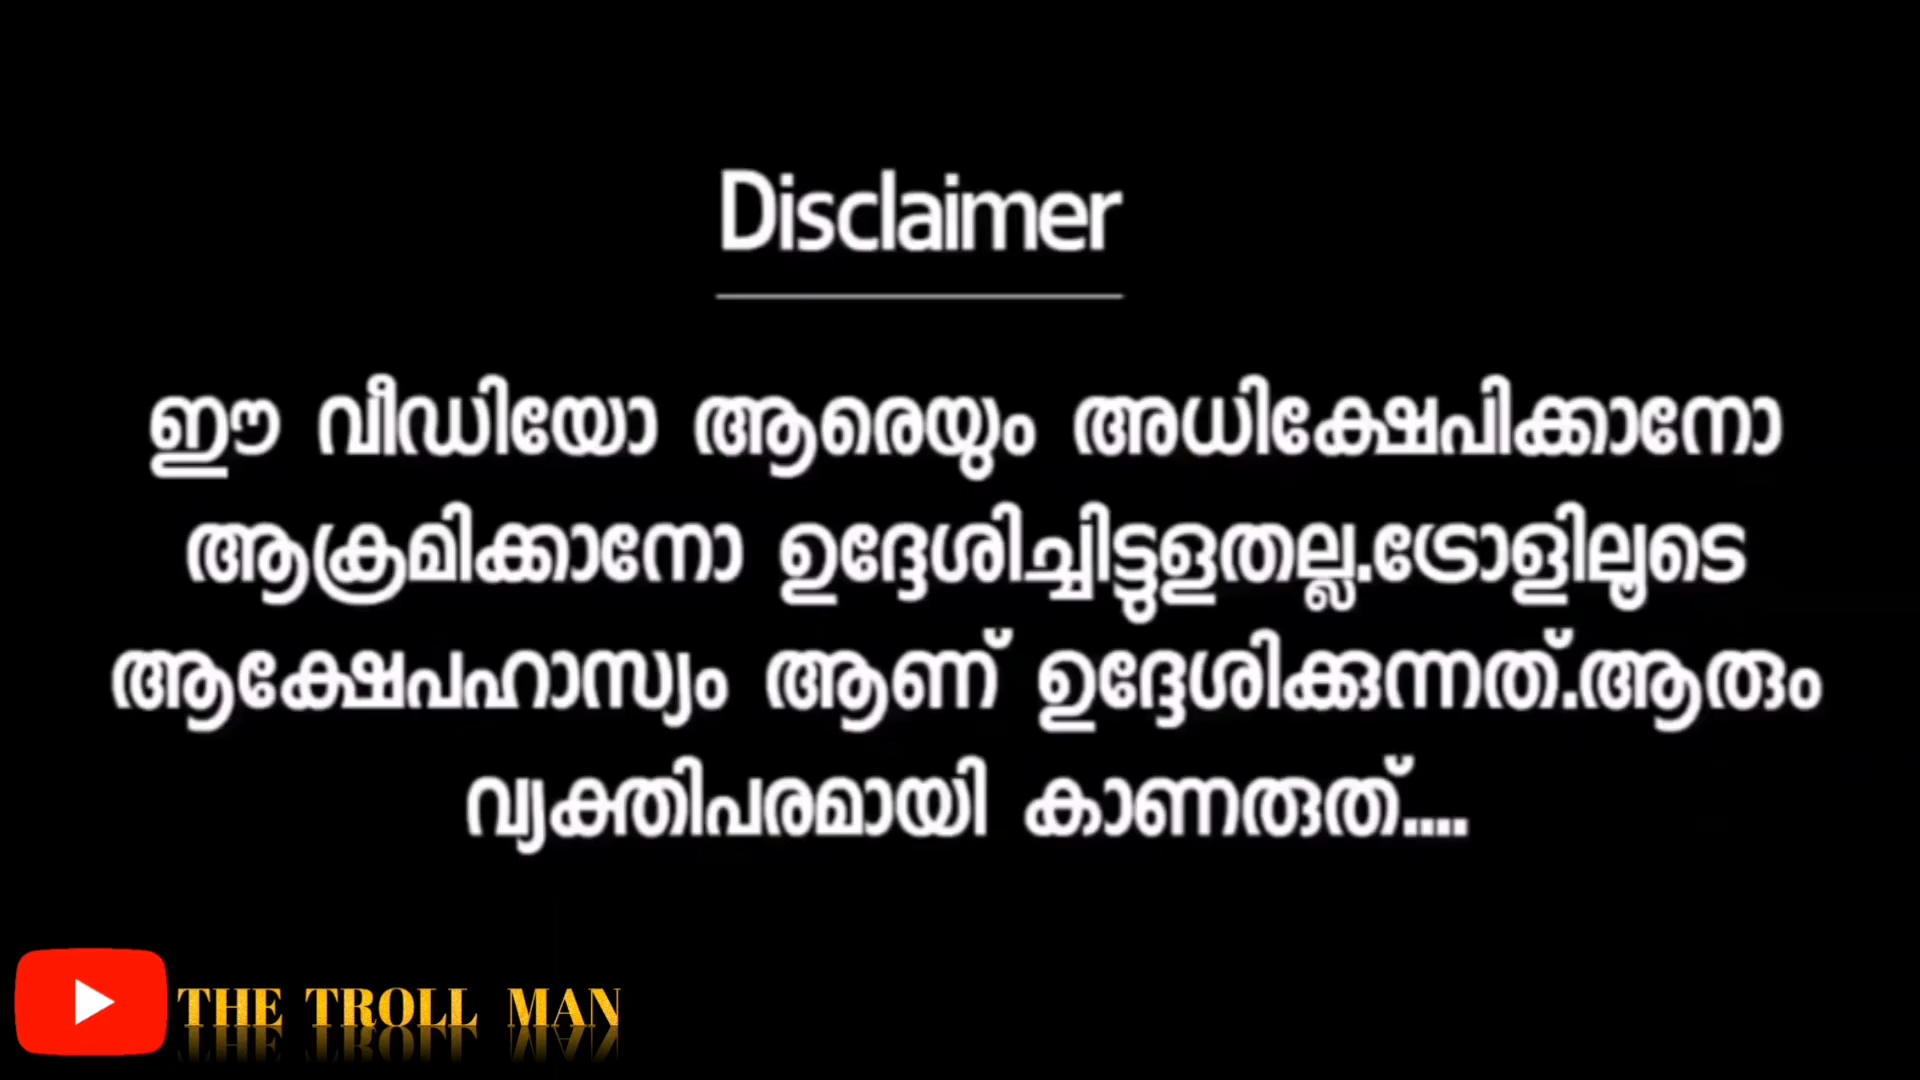 Disclaimer
ഈ വീഡിയോ ആരെയും അധിക്ഷേപിക്കാനോ
ആക്രമിക്കാനോ ഉദ്ദേശിച്ചിട്ടുളതല്ല.ട്രോളിലൂടെ
ആക്ഷേപഹാസ്യം ആണ് ഉദ്ദേശിക്കുന്നത്.ആരും
വ്യക്തിപരമായി കാണരുത്....
THE TROLL MAN